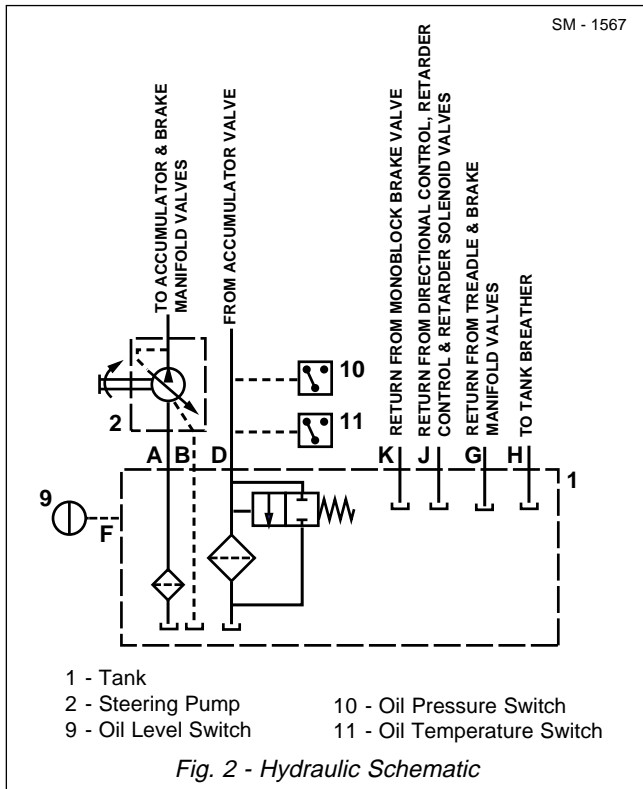 SM - 1567
TO ACCUMULATOR & BRAKE
MANIFOLD VALVES
FROM ACCUMULATOR VALVE
RETURN FROM MONOBLOCK BRAKE VALVE
RETURN FROM DIRECTIONAL CONTROL, RETARDER
CONTROL & RETARDER SOLENOID VALVES
RETURN FROM TREADLE & BRAKE
MANIFOLD VALVES
TO TANK BREATHER
10
11
2
A B D K J G H
1
9
F
1 - Tank
2 - Steering Pump
9 - Oil Level Switch
10 - Oil Pressure Switch
11 - Oil Temperature Switch
Fig. 2 - Hydraulic Schematic